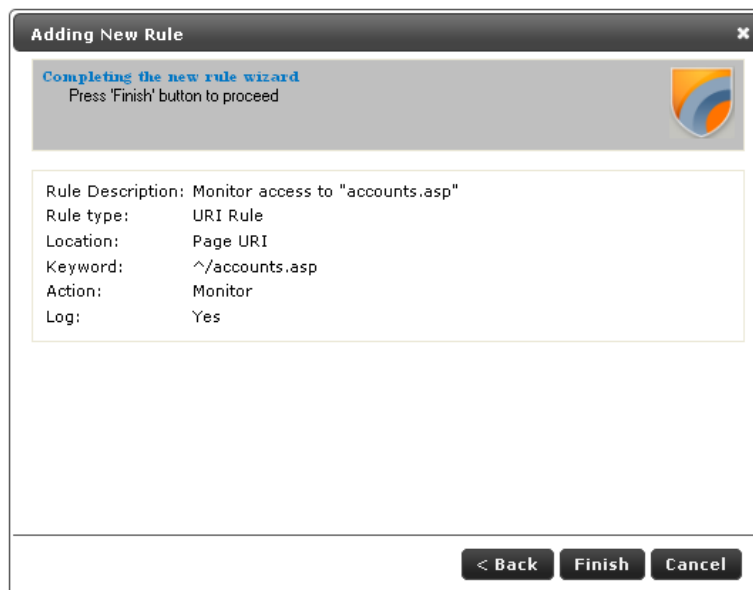 Adding New Rule
Completing the new rule wizard
Press 'Finish' button to proceed
Rule Description: Monitor access to "accounts.asp"
Rule type: URI Rule
Location: Page URI
Keyword: ^/accounts.asp
Action: Monitor
Log: Yes
< Back Finish Cancel